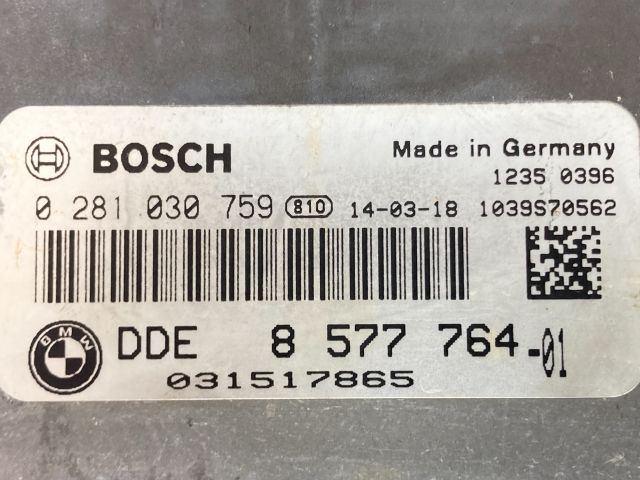 BOSCH Made in Germany
1235 0396
0 281 030 759 810 14-03-18 1039S70562
BMW DDE 8 577 764-01
031517865